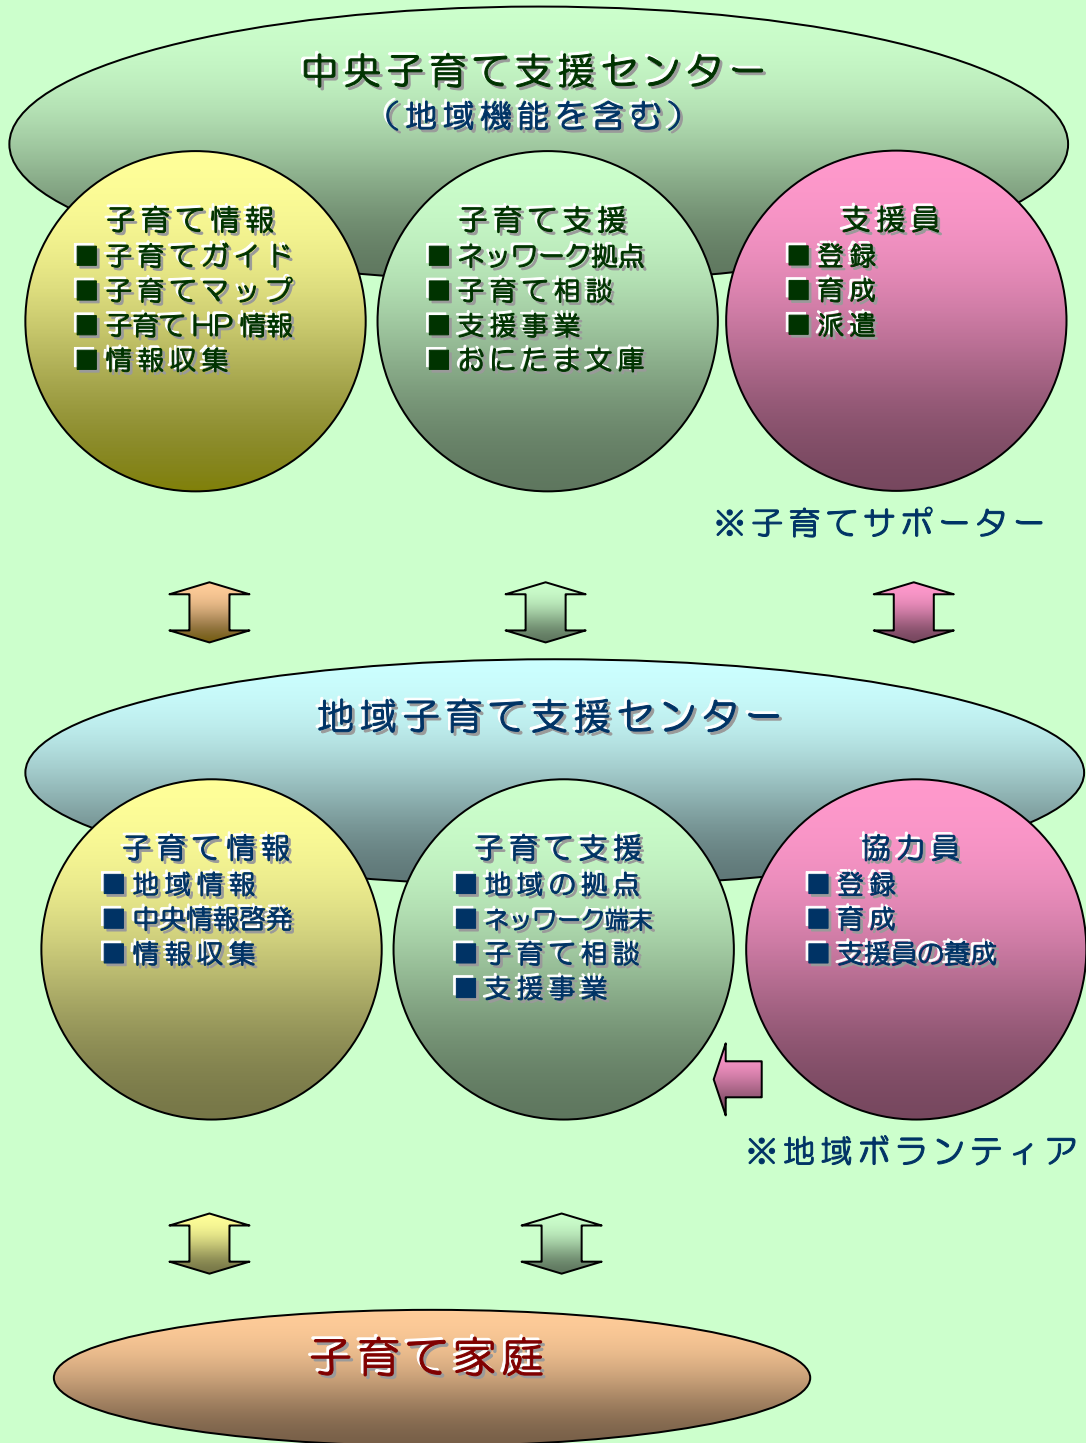 中央子育て支援センター
（地域機能を含む）
子育て情報
■子育てガイド
■子育てマップ
■子育てHP情報
■情報収集
子育て支援
■ネッワーク拠点
■子育て相談
■支援事業
■おにたま文庫
支援員
■登録
■育成
■派遣
※子育てサポーター
地域子育て支援センター
子育て情報
■地域情報
■中央情報啓発
■情報収集
子育て支援
■地域の拠点
■ネッワーク端末
■子育て相談
■支援事業
協力員
■登録
■育成
■支援員の養成
※地域ボランティア
子育て家庭